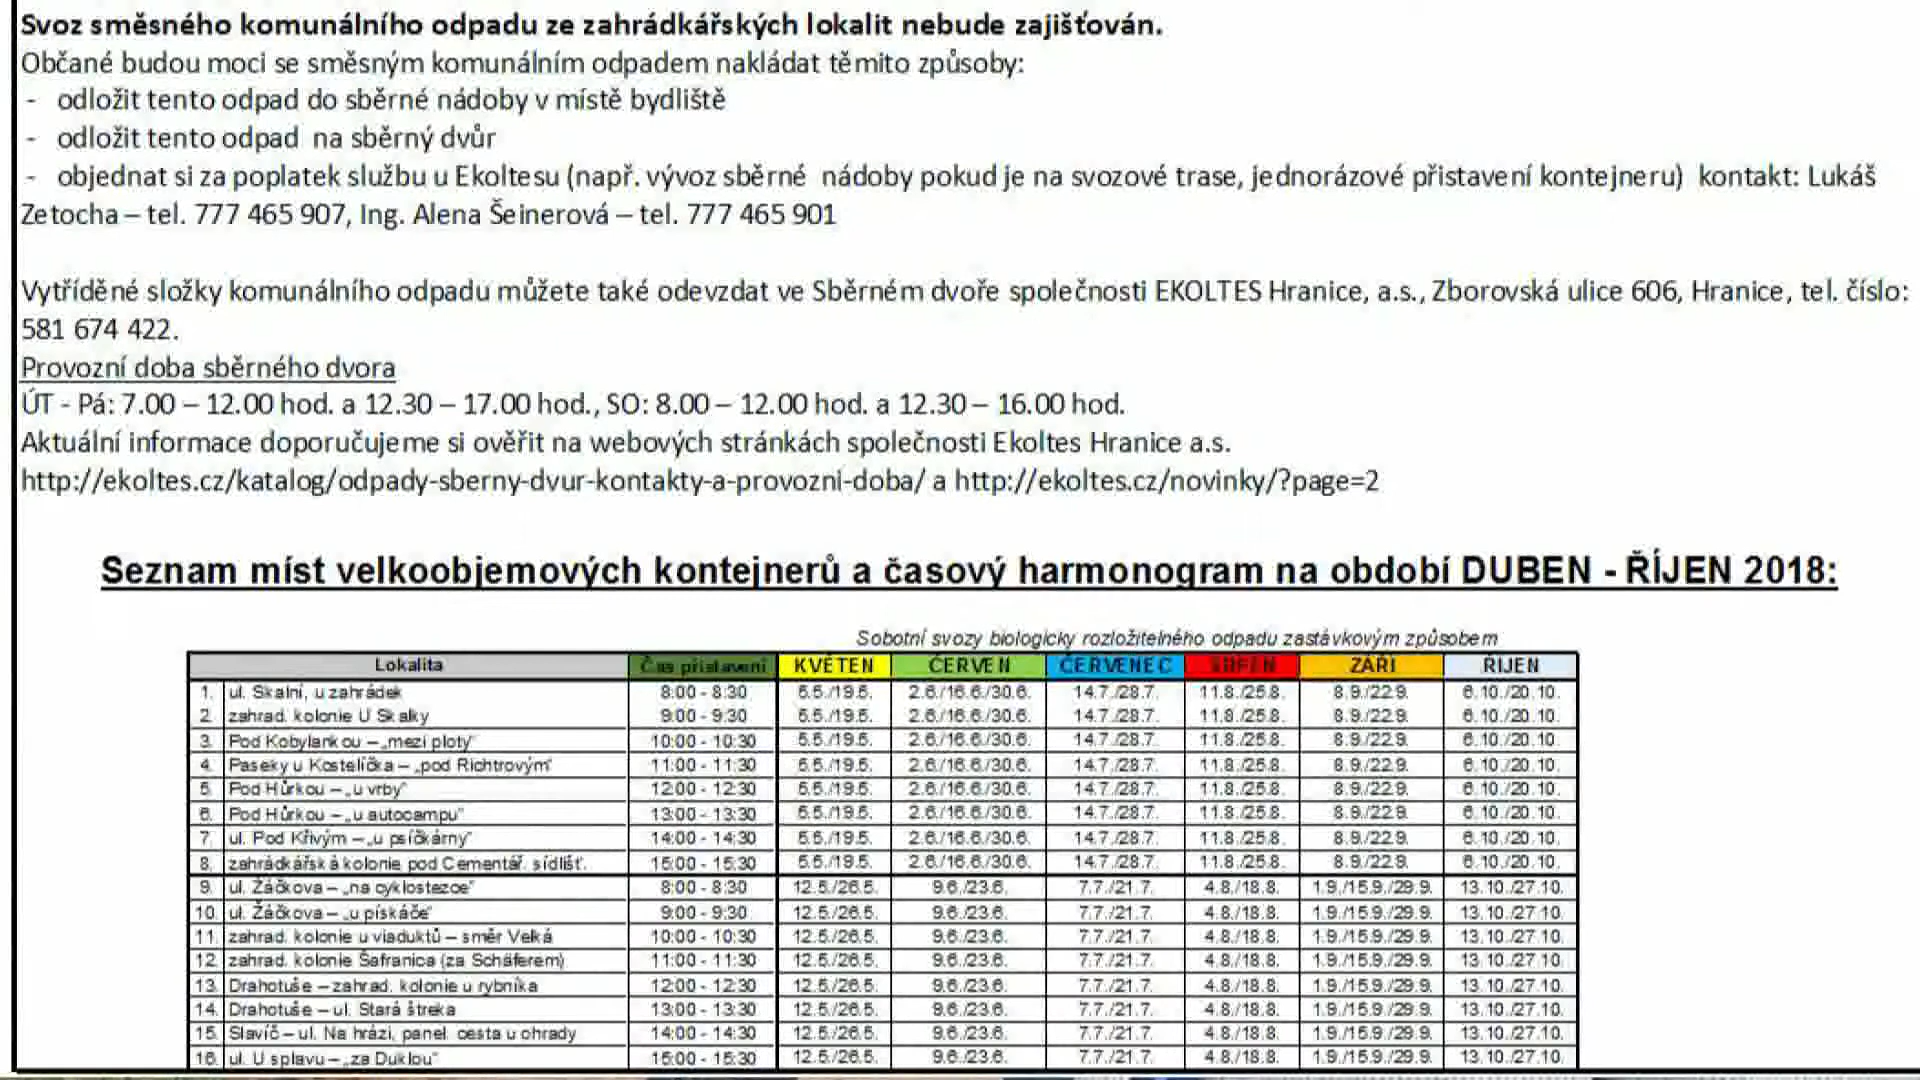 Svoz směsného komunálního odpadu ze zahrádkářských lokalit nebude zajišťován.
Občané budou moci se směsným komunálním odpadem nakládat těmito způsoby:
- odložit tento odpad do sběrné nádoby v místě bydliště
- odložit tento odpad na sběrný dvůr
- objednat si za poplatek službu u Ekoltesu (např. vývoz sběrné nádoby pokud je na svozové trase, jednorázové přistavení kontejneru) kontakt: Lukáš
Zetocha – tel. 777 465 907, Ing. Alena Šeinerová – tel. 777 465 901
Vytříděné složky komunálního odpadu můžete také odevzdat ve Sběrném dvoře společnosti EKOLTES Hranice, a.s., Zborovská ulice 606, Hranice, tel. číslo:
581 674 422.
Provozní doba sběrného dvora
ÚT - Pá: 7.00 – 12.00 hod. a 12.30 – 17.00 hod., SO: 8.00 – 12.00 hod. a 12.30 – 16.00 hod.
Aktuální informace doporučujeme si ověřit na webových stránkách společnosti Ekoltes Hranice a.s.
http://ekoltes.cz/katalog/odpady-sberny-dvur-kontakty-a-provozni-doba/ a http://ekoltes.cz/novinky/?page=2
Seznam míst velkoobjemových kontejnerů a časový harmonogram na období DUBEN - ŘÍJEN 2018:
Sobotní svozy biologicky rozložitelného odpadu zastávkovým způsobem
Lokalita Čas přistavení KVĚTEN ČERVEN ČERVENEC SRPEN ZÁŘI ŘIJEN
1. ul. Skalní, u zahrádek 8:00 - 8:30 5.5./19.5. 2.6./16.6./30.6. 14.7./28.7. 11.8./25.8. 8.9./22.9. 6.10./20.10.
2. zahrad. kolonie U Skalky 9:00 - 9:30 5.5./19.5. 2.6./16.6./30.6. 14.7./28.7. 11.8./25.8. 8.9./22.9. 6.10./20.10.
3. Pod Kobylankou – „mezi ploty“ 10:00 - 10:30 5.5./19.5. 2.6./16.6./30.6. 14.7./28.7. 11.8./25.8. 8.9./22.9. 6.10./20.10.
4. Paseky u Kostelíčka – „pod Richtrovým“ 11:00 - 11:30 5.5./19.5. 2.6./16.6./30.6. 14.7./28.7. 11.8./25.8. 8.9./22.9. 6.10./20.10.
5. Pod Hůrkou – „u vrby“ 12:00 - 12:30 5.5./19.5. 2.6./16.6./30.6. 14.7./28.7. 11.8./25.8. 8.9./22.9. 6.10./20.10.
6. Pod Hůrkou – „u autocampu“ 13:00 - 13:30 5.5./19.5. 2.6./16.6./30.6. 14.7./28.7. 11.8./25.8. 8.9./22.9. 6.10./20.10.
7. ul. Pod Křivým – „u psíčkárny“ 14:00 - 14:30 5.5./19.5. 2.6./16.6./30.6. 14.7./28.7. 11.8./25.8. 8.9./22.9. 6.10./20.10.
8. zahrádkářská kolonie pod Cementář. sídlišť. 15:00 - 15:30 5.5./19.5. 2.6./16.6./30.6. 14.7./28.7. 11.8./25.8. 8.9./22.9. 6.10./20.10.
9. ul. Žáčkova – „na cyklostezce“ 8:00 - 8:30 12.5./26.5. 9.6./23.6. 7.7./21.7. 4.8./18.8. 1.9./15.9./29.9. 13.10./27.10.
10. ul. Žáčkova – „u pískáče“ 9:00 - 9:30 12.5./26.5. 9.6./23.6. 7.7./21.7. 4.8./18.8. 1.9./15.9./29.9. 13.10./27.10.
11. zahrad. kolonie u viaduktů – směr Velká 10:00 - 10:30 12.5./26.5. 9.6./23.6. 7.7./21.7. 4.8./18.8. 1.9./15.9./29.9. 13.10./27.10.
12. zahrad. kolonie Šafranica (za Schäferem) 11:00 - 11:30 12.5./26.5. 9.6./23.6. 7.7./21.7. 4.8./18.8. 1.9./15.9./29.9. 13.10./27.10.
13. Drahotuše – zahrad. kolonie u rybníka 12:00 - 12:30 12.5./26.5. 9.6./23.6. 7.7./21.7. 4.8./18.8. 1.9./15.9./29.9. 13.10./27.10.
14. Drahotuše – ul. Stará štreka 13:00 - 13:30 12.5./26.5. 9.6./23.6. 7.7./21.7. 4.8./18.8. 1.9./15.9./29.9. 13.10./27.10.
15. Slavíč – ul. Na hrázi, panel. cesta u ohrady 14:00 - 14:30 12.5./26.5. 9.6./23.6. 7.7./21.7. 4.8./18.8. 1.9./15.9./29.9. 13.10./27.10.
16. ul. U splavu – „za Duklou“ 15:00 - 15:30 12.5./26.5. 9.6./23.6. 7.7./21.7. 4.8./18.8. 1.9./15.9./29.9. 13.10./27.10.